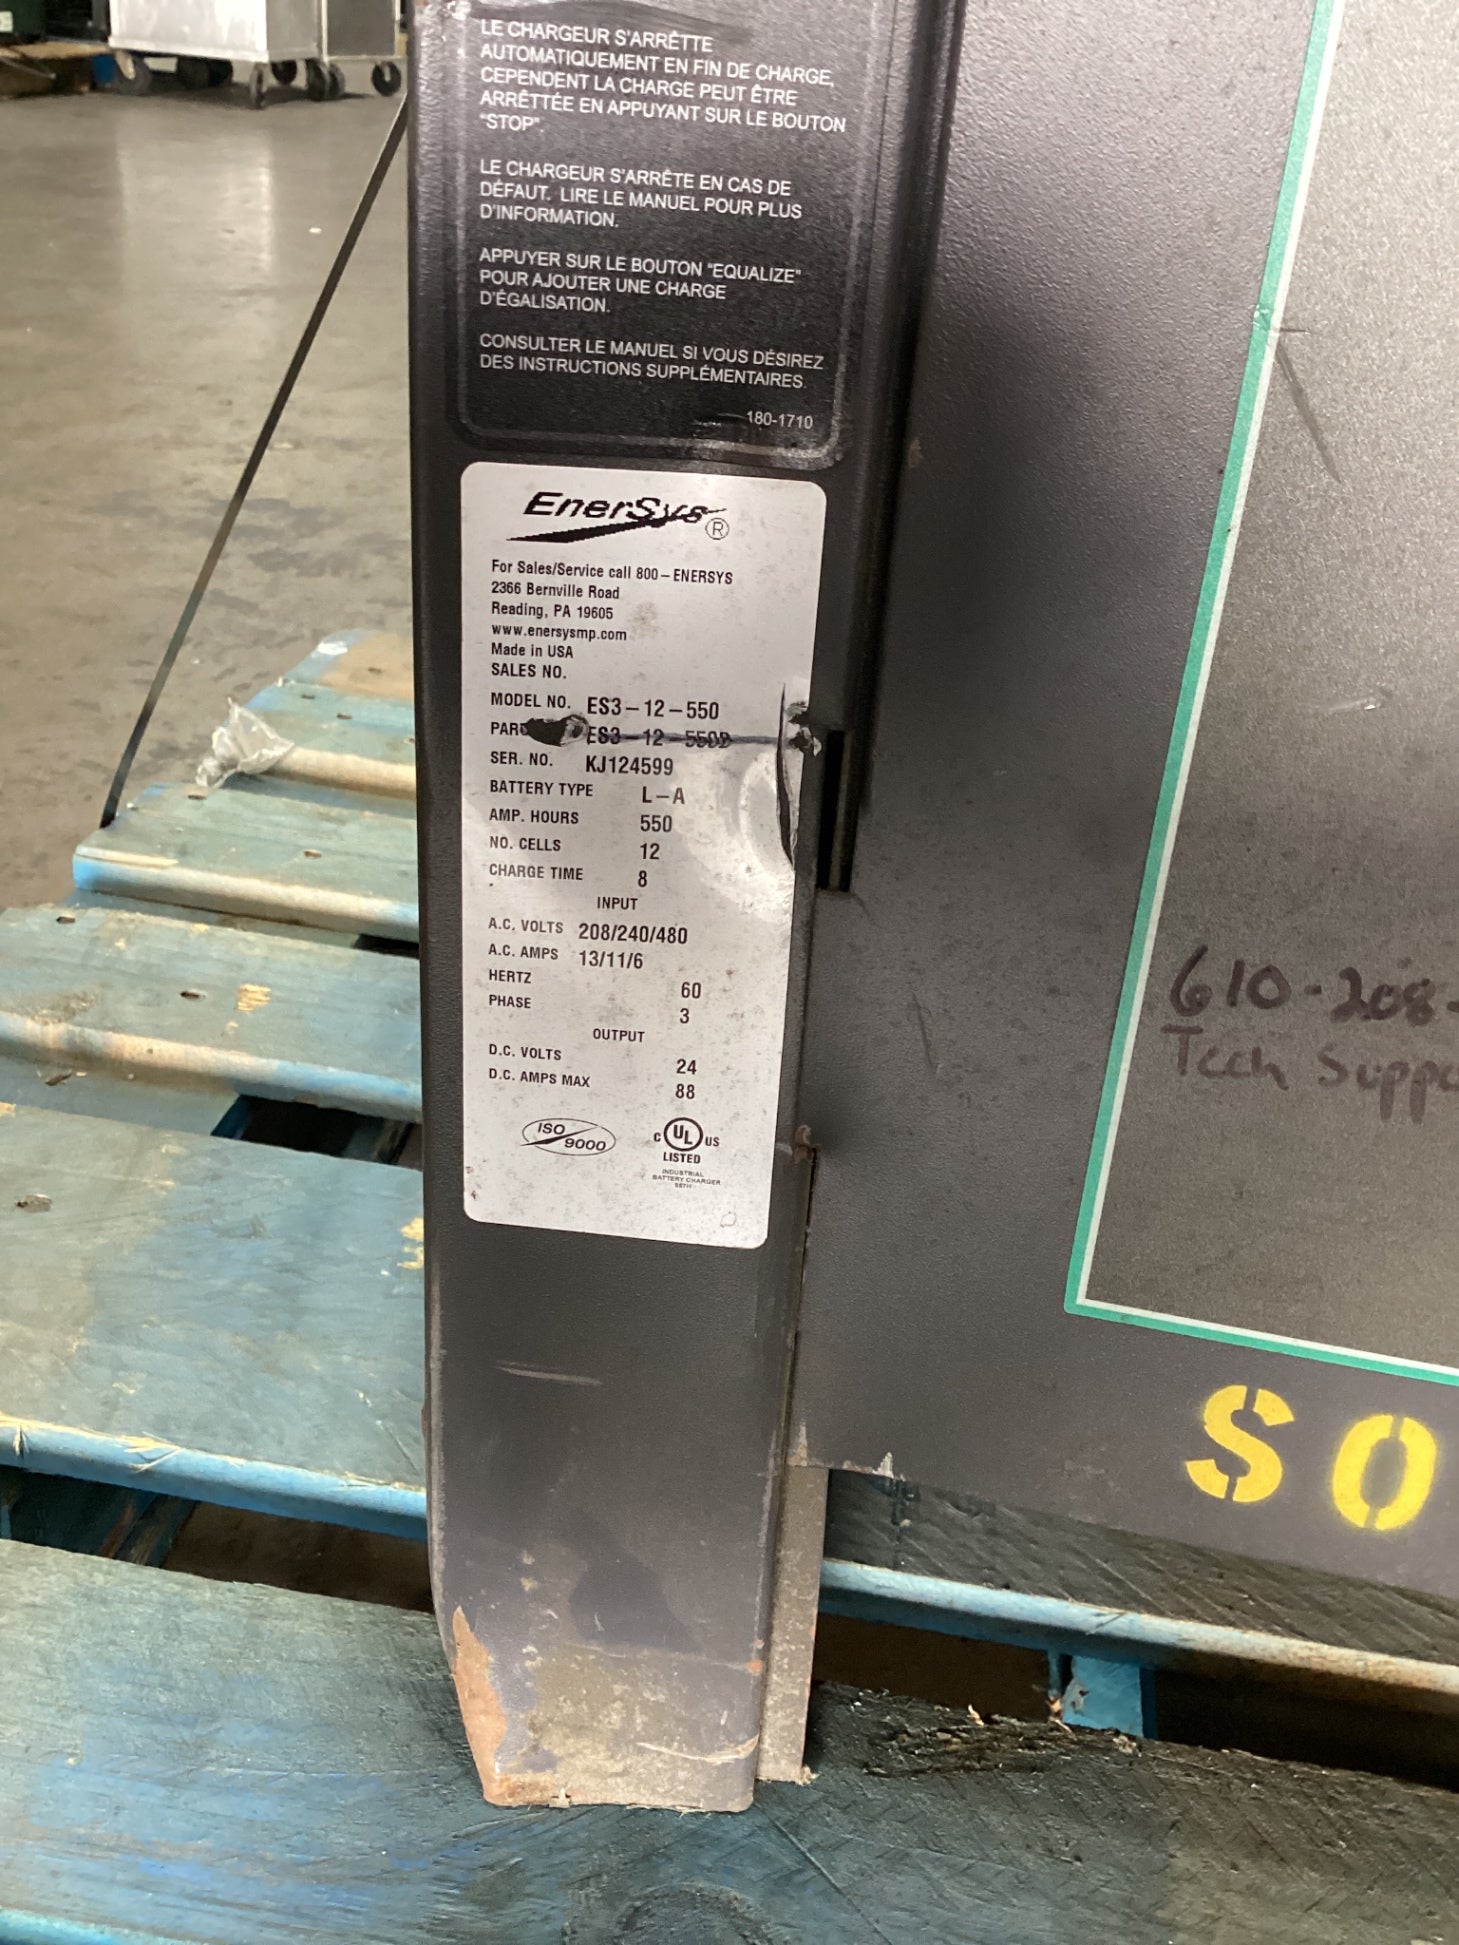 LE CHARGEUR S'ARRÊTTE
AUTOMATIQUEMENT EN FIN DE CHARGE,
CEPENDENT LA CHARGE PEUT ÊTRE
ARRÊTTÉE EN APPUYANT SUR LE BOUTON
"STOP".
LE CHARGEUR S'ARRÊTE EN CAS DE
DÉFAUT. LIRE LE MANUEL POUR PLUS
D'INFORMATION.
APPUYER SUR LE BOUTON "EQUALIZE"
POUR AJOUTER UNE CHARGE
D'ÉGALISATION.
CONSULTER LE MANUEL SI VOUS DÉSIREZ
DES INSTRUCTIONS SUPPLÉMENTAIRES.
180-1710
EnerSys®
For Sales/Service call 800-ENERSYS
2366 Bernville Road
Reading, PA 19605
www.enersysmp.com
Made in USA
SALES NO.
MODEL NO. ES3-12-550
PAR ES3-12-550D
SER. NO. KJ124599
BATTERY TYPE L-A
AMP. HOURS 550
NO. CELLS 12
CHARGE TIME 8
INPUT
A.C. VOLTS 208/240/480
A.C. AMPS 13/11/6
HERTZ 60
PHASE 3
OUTPUT
D.C. VOLTS 24
D.C. AMPS MAX 88
ISO 9000
C UL US
LISTED
INDUSTRIAL
BATTERY CHARGER
610-208-
Tech Suppo
SO